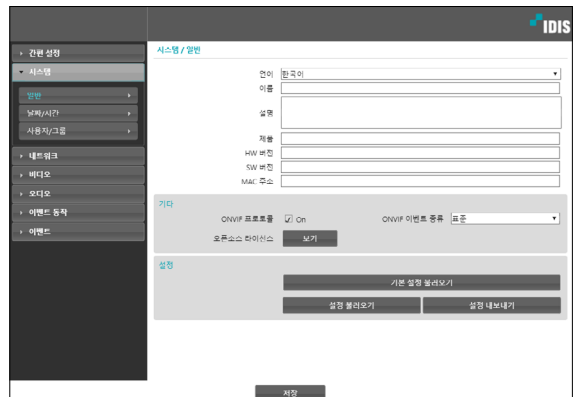 IDIS
간편 설정
시스템
일반
날짜/시간
사용자/그룹
네트워크
비디오
오디오
이벤트 동작
이벤트
시스템 / 일반
언어 한국어
이름
설명
제품
HW 버전
SW 버전
MAC 주소
기타
ONVIF 프로토콜 On ONVIF 이벤트 종류 표준
오픈소스 라이선스 보기
설정
기본 설정 불러오기
설정 불러오기 설정 내보내기
저장